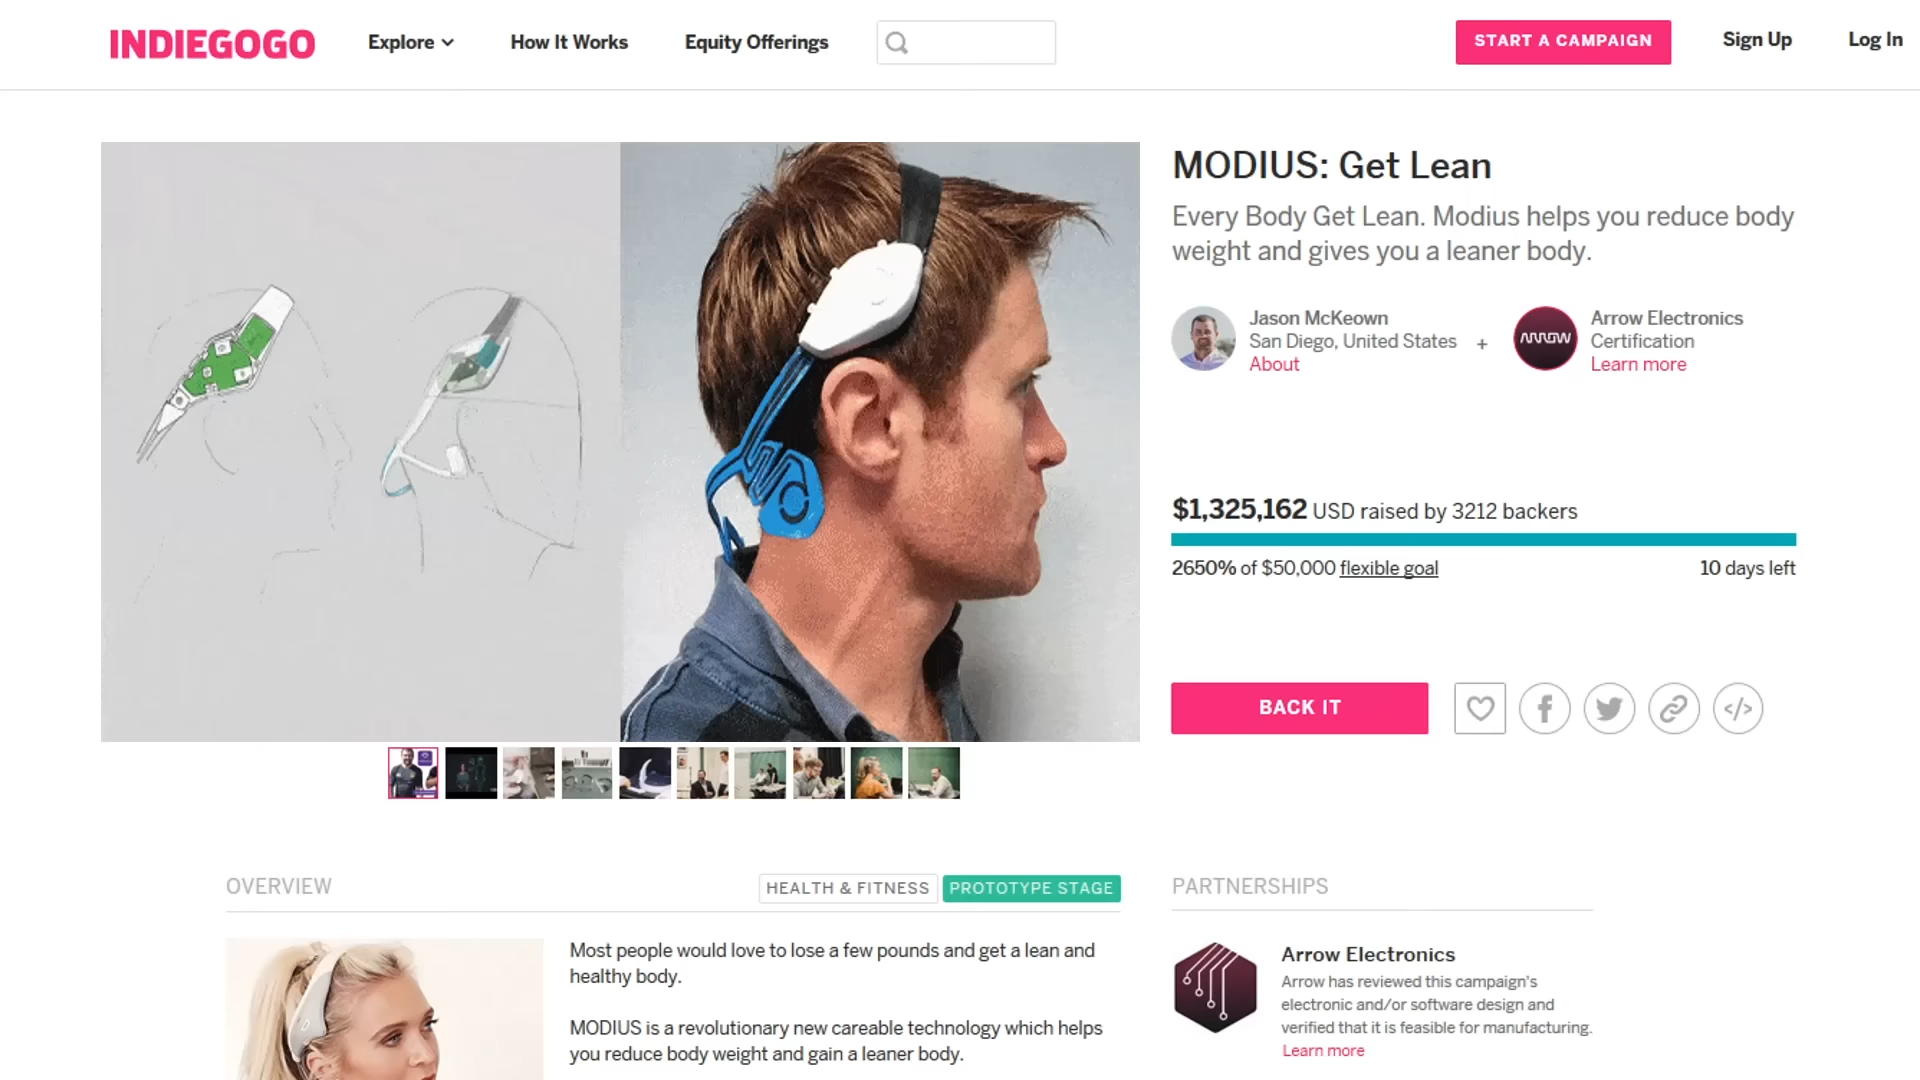 INDIEGOGO
Explore
How It Works
Equity Offerings
START A CAMPAIGN
Sign Up
Log In
MODIUS: Get Lean
Every Body Get Lean. Modius helps you reduce body
weight and gives you a leaner body.
Jason McKeown
San Diego, United States
About
+
ARROW
Arrow Electronics
Certification
Learn more
$1,325,162 USD raised by 3212 backers
2650% of $50,000 flexible goal
10 days left
BACK IT
OVERVIEW
HEALTH & FITNESS
PROTOTYPE STAGE
Most people would love to lose a few pounds and get a lean and
healthy body.
MODIUS is a revolutionary new careable technology which helps
you reduce body weight and gain a leaner body.
PARTNERSHIPS
Arrow Electronics
Arrow has reviewed this campaign's
electronic and/or software design and
verified that it is feasible for manufacturing.
Learn more